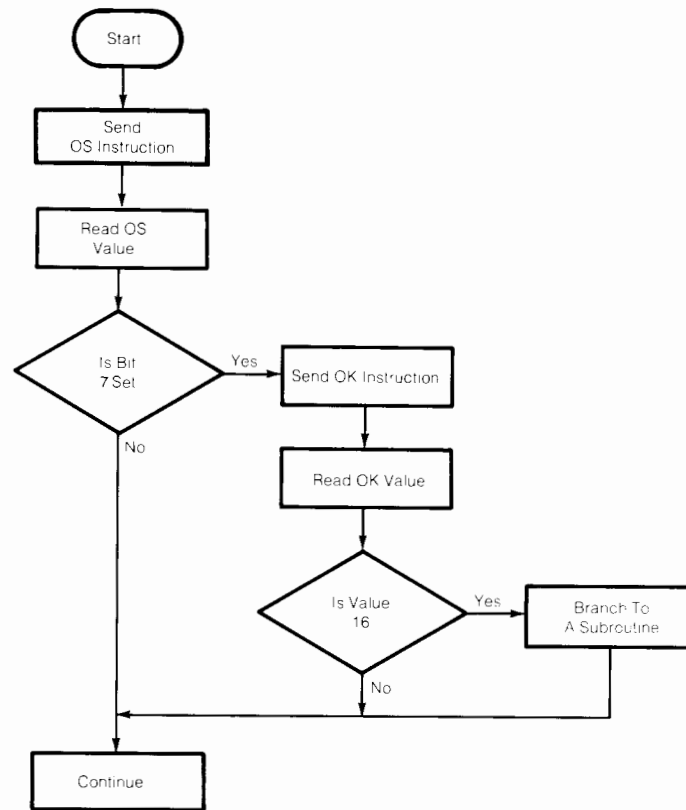 Start
Send
OS Instruction
Read OS
Value
Is Bit
7 Set
Yes
Send OK Instruction
No
Read OK Value
Is Value
16
Yes
Branch To
A Subroutine
No
Continue